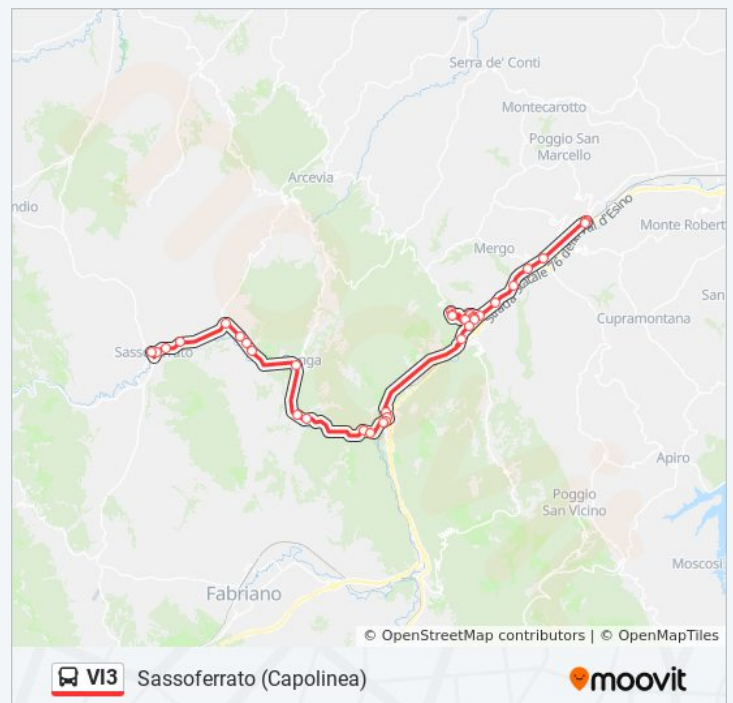 Serra de' Conti
Montecarotto
Poggio San
Marcello
Arcevia
ndio
Monte Robert
Mergo
San
Cupramontana
Apiro
Poggio
San Vicino
Moscosi
Fabriano
© OpenStreetMap contributors | © OpenMapTiles
VI3 Sassoferrato (Capolinea)
moovit